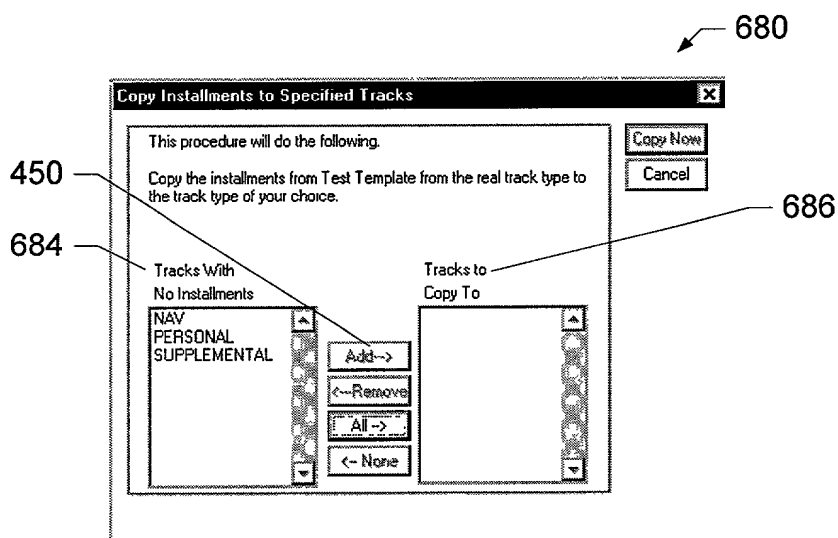 680
Copy Installments to Specified Tracks
This procedure will do the following.
Copy Now
Copy the installments from Test Template from the real track type to
the track type of your choice.
Cancel
450
684
686
Tracks With
No Installments
Tracks to
Copy To
NAV
PERSONAL
SUPPLEMENTAL
Add-->
<--Remove
All -->
<- None